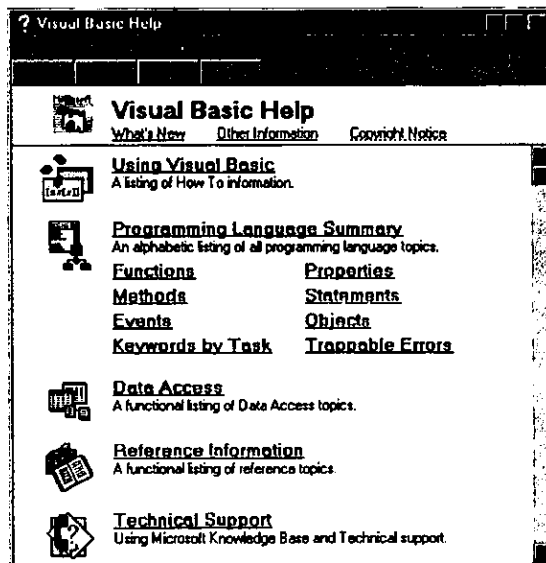 ? Visual Basic Help
Visual Basic Help
What's New Other Information Copyright Notice
Using Visual Basic
A listing of How To information.
Programming Language Summary
An alphabetic listing of all programming language topics.
Functions Properties
Methods Statements
Events Objects
Keywords by Task Trappable Errors
Data Access
A functional listing of Data Access topics.
Reference Information
A functional listing of reference topics.
Technical Support
Using Microsoft Knowledge Base and Technical support.